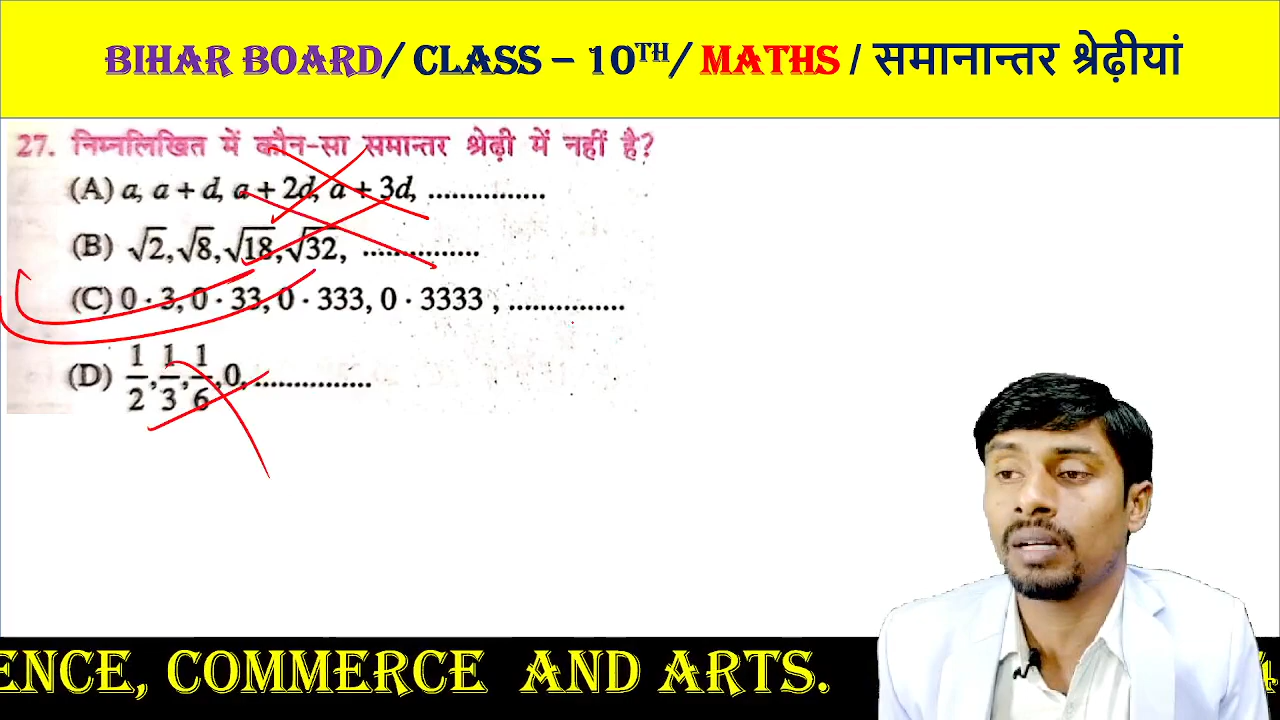 BIHAR BOARD/ CLASS – 10TH/ MATHS / समानान्तर श्रेढ़ीयां
27. निम्नलिखित में कौन-सा समान्तर श्रेढ़ी में नहीं है?
(A) a, a + d, a + 2d, a + 3d, ...............
(B) √2, √8, √18, √32, ...............
(C) 0·3, 0·33, 0·333, 0·3333, ...............
(D) 1/2, 1/3, 1/6, 0, ...............
ENCE, COMMERCE AND ARTS.